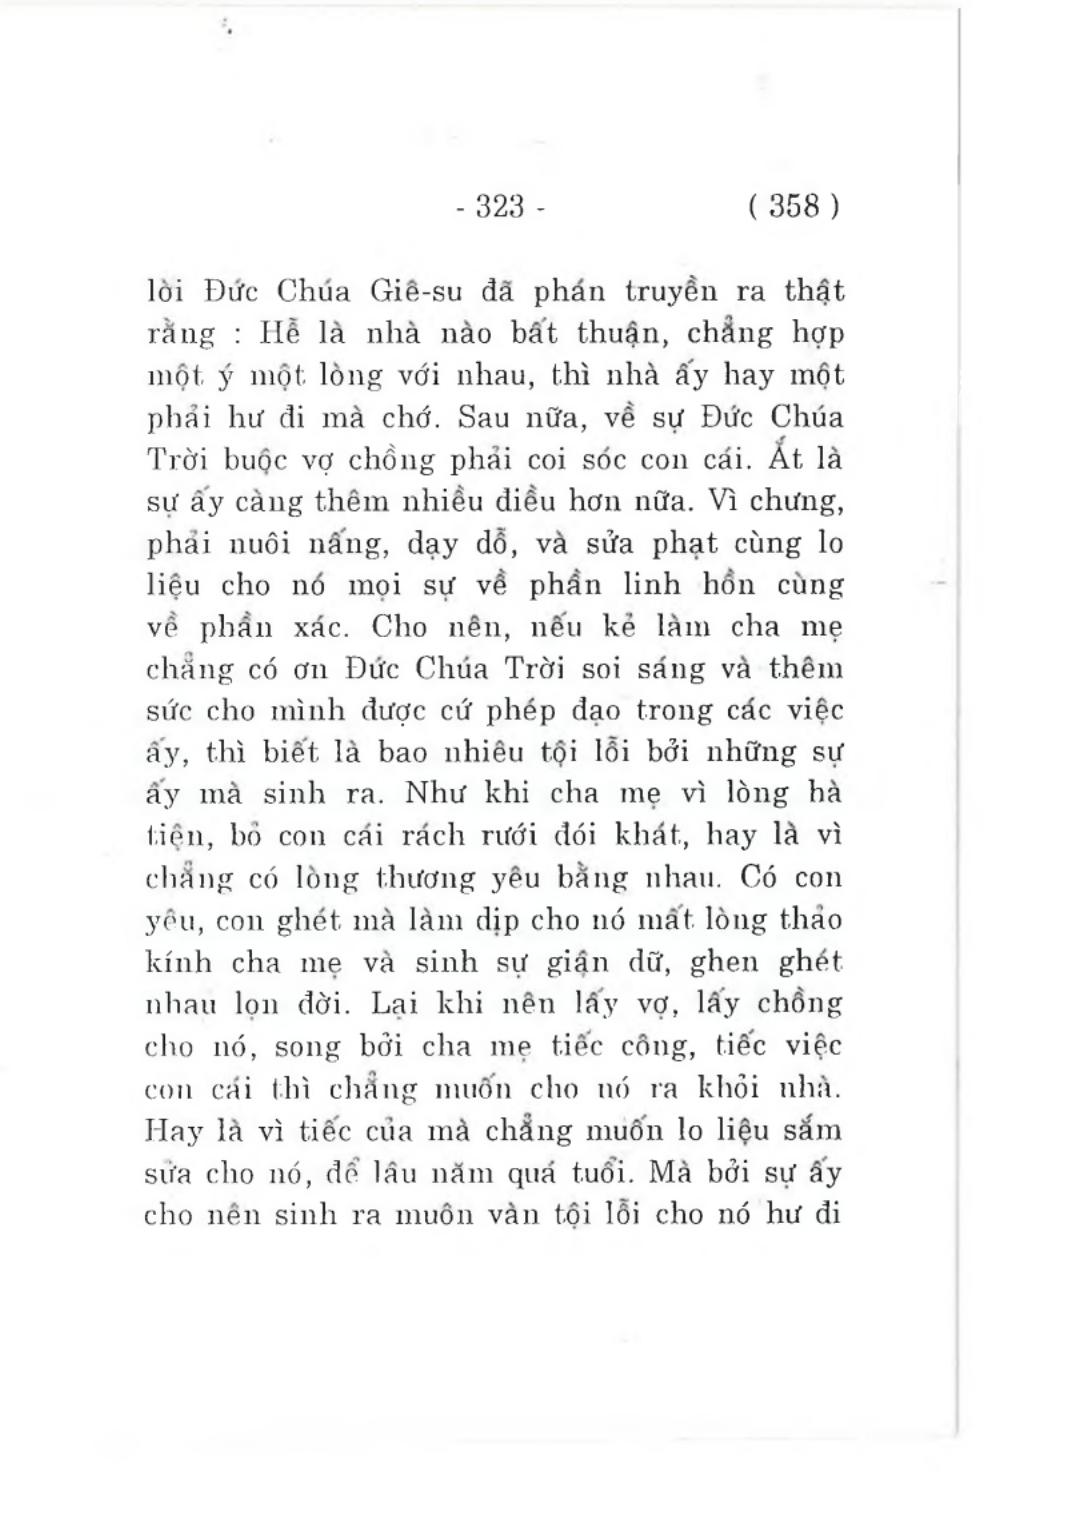 - 323 - ( 358 )
lời Đức Chúa Giê-su đã phán truyền ra thật
rằng : Hễ là nhà nào bất thuận, chẳng hợp
một ý một lòng với nhau, thì nhà ấy hay một
phải hư đi mà chớ. Sau nữa, về sự Đức Chúa
Trời buộc vợ chồng phải coi sóc con cái. Ắt là
sự ấy càng thêm nhiều điều hơn nữa. Vì chưng,
phải nuôi nấng, dạy dỗ, và sửa phạt cùng lo
liệu cho nó mọi sự về phần linh hồn cùng
về phần xác. Cho nên, nếu kẻ làm cha mẹ
chẳng có ơn Đức Chúa Trời soi sáng và thêm
sức cho mình được cứ phép đạo trong các việc
ấy, thì biết là bao nhiêu tội lỗi bởi những sự
ấy mà sinh ra. Như khi cha mẹ vì lòng hà
tiện, bỏ con cái rách rưới đói khát, hay là vì
chẳng có lòng thương yêu bằng nhau. Có con
yêu, con ghét mà làm dịp cho nó mất lòng thảo
kính cha mẹ và sinh sự giận dữ, ghen ghét
nhau lọn đời. Lại khi nên lấy vợ, lấy chồng
cho nó, song bởi cha mẹ tiếc công, tiếc việc
con cái thì chẳng muốn cho nó ra khỏi nhà.
Hay là vì tiếc của mà chẳng muốn lo liệu sắm
sửa cho nó, để lâu năm quá tuổi. Mà bởi sự ấy
cho nên sinh ra muôn vàn tội lỗi cho nó hư đi